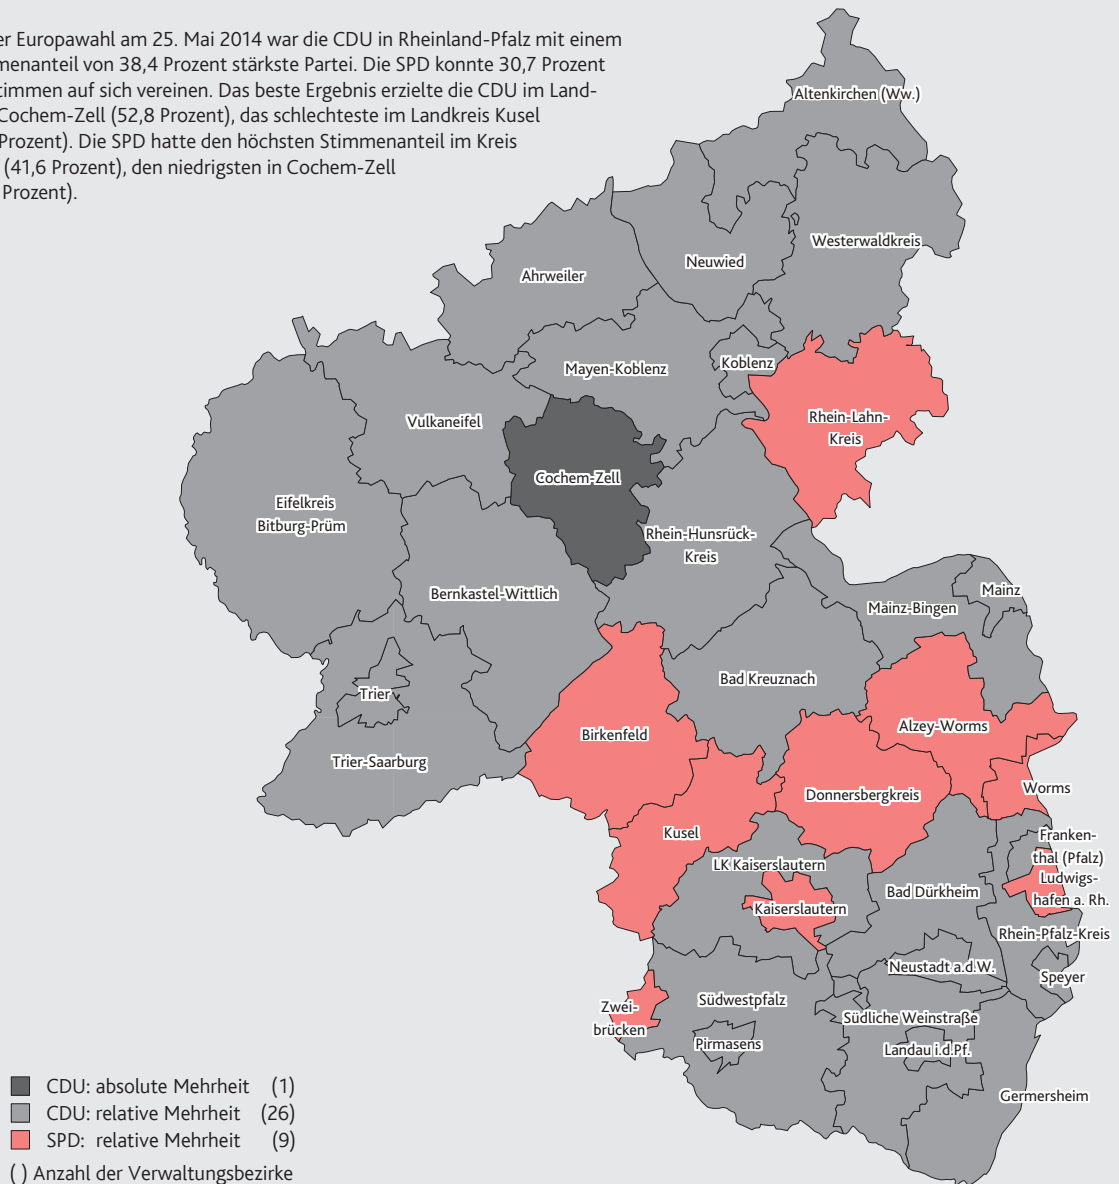 er Europawahl am 25. Mai 2014 war die CDU in Rheinland-Pfalz mit einem
menanteil von 38,4 Prozent stärkste Partei. Die SPD konnte 30,7 Prozent
timmen auf sich vereinen. Das beste Ergebnis erzielte die CDU im Land-
Cochem-Zell (52,8 Prozent), das schlechteste im Landkreis Kusel
Prozent). Die SPD hatte den höchsten Stimmenanteil im Kreis
(41,6 Prozent), den niedrigsten in Cochem-Zell
Prozent).
Altenkirchen (Ww.)
Westerwaldkreis
Neuwied
Ahrweiler
Koblenz
Mayen-Koblenz
Rhein-Lahn-
Kreis
Vulkaneifel
Cochem-Zell
Eifelkreis
Bitburg-Prüm
Rhein-Hunsrück-
Kreis
Bernkastel-Wittlich
Mainz
Mainz-Bingen
Bad Kreuznach
Trier
Alzey-Worms
Birkenfeld
Trier-Saarburg
Worms
Donnersbergkreis
Kusel
Franken-
thal (Pfalz)
LK Kaiserslautern
Ludwigs-
hafen a. Rh.
Bad Dürkheim
Kaiserslautern
Rhein-Pfalz-Kreis
Neustadt a.d.W.
Speyer
Südwestpfalz
Zwei-
brücken
Südliche Weinstraße
Pirmasens
Landau i.d.Pf.
Germersheim
CDU: absolute Mehrheit (1)
CDU: relative Mehrheit (26)
SPD: relative Mehrheit (9)
( ) Anzahl der Verwaltungsbezirke